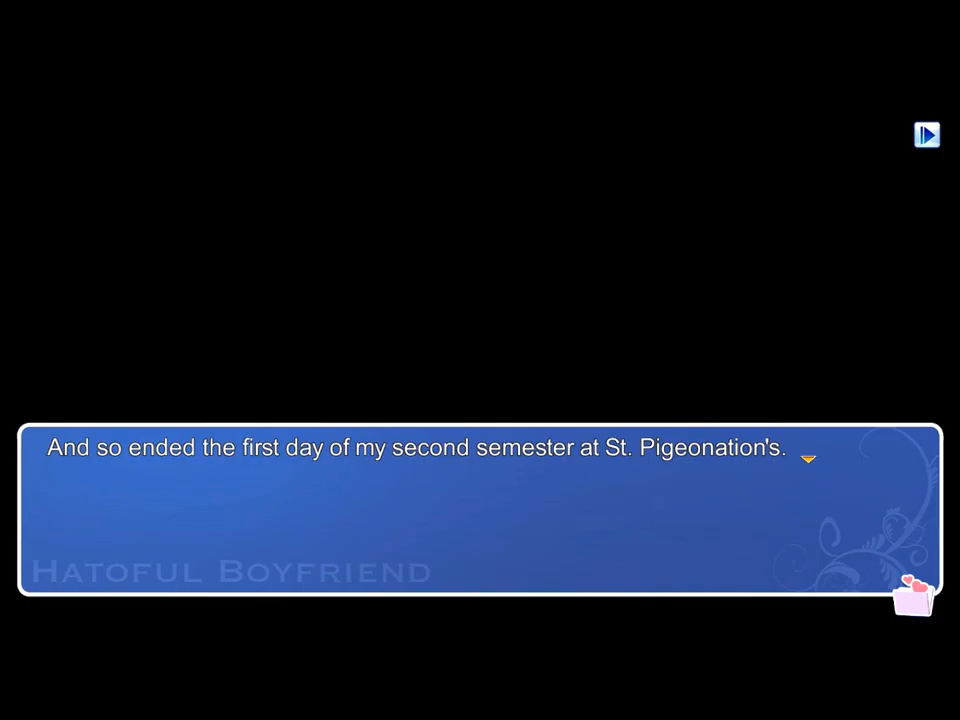 And so ended the first day of my second semester at St. Pigeonation's.
HATOFUL BOYFRIEND